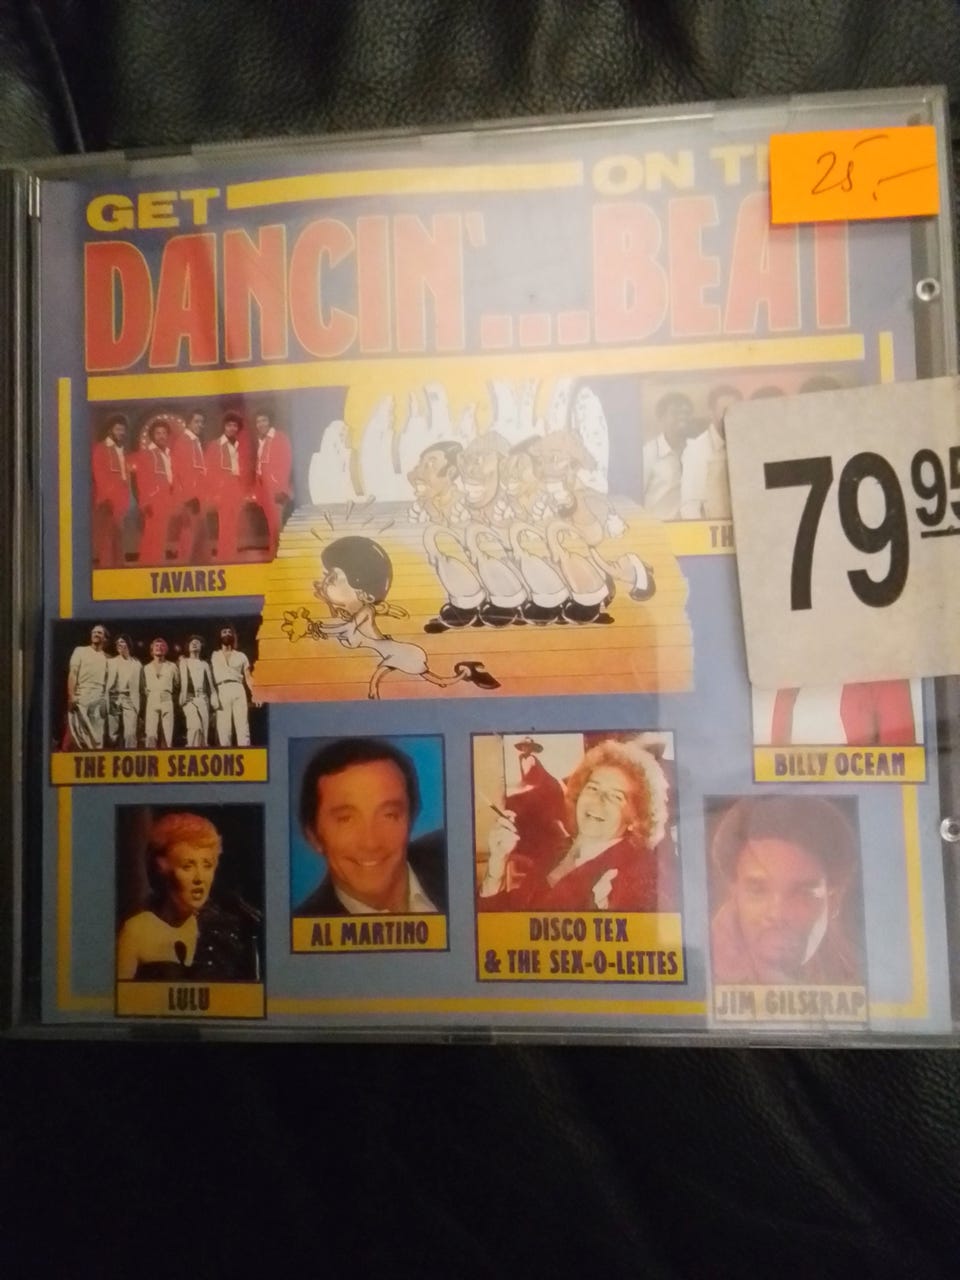 GET
ON T
25,-
DANCIN'...BEAT
79 95
TAVARES
TH
THE FOUR SEASONS
BILLY OCEAN
AL MARTINO
DISCO TEX
& THE SEX-O-LETTES
LULU
JIM GILSTRAP